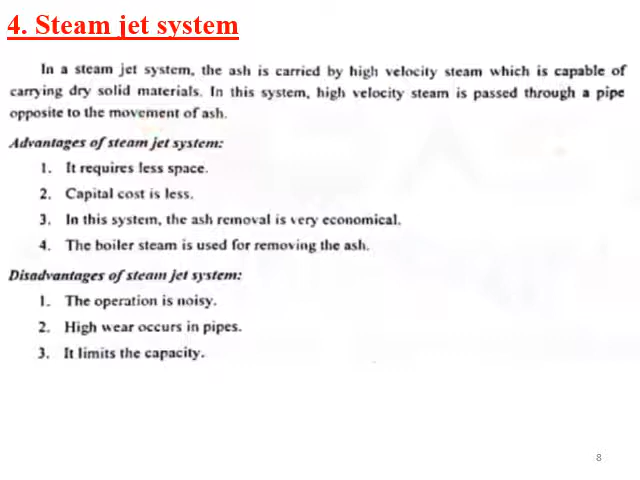 4. Steam jet system
In a steam jet system, the ash is carried by high velocity steam which is capable of
carrying dry solid materials. In this system, high velocity steam is passed through a pipe
opposite to the movement of ash.
Advantages of steam jet system:
1. It requires less space.
2. Capital cost is less.
3. In this system, the ash removal is very economical.
4. The boiler steam is used for removing the ash.
Disadvantages of steam jet system:
1. The operation is noisy.
2. High wear occurs in pipes.
3. It limits the capacity.
8